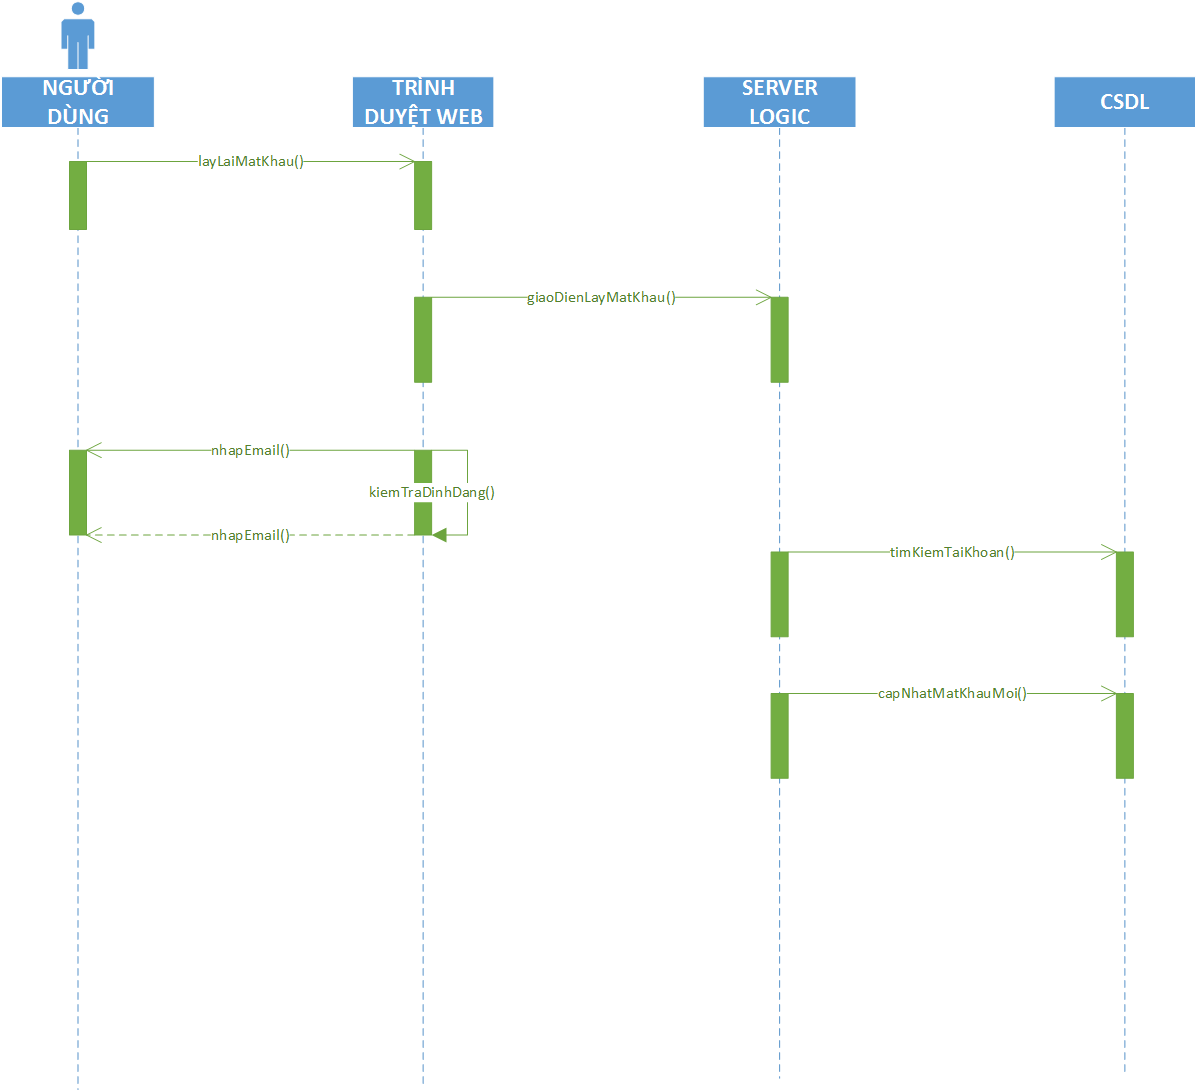 NGƯỜI
DÙNG
TRÌNH
DUYỆT WEB
SERVER
LOGIC
CSDL
layLaiMatKhau()
giaoDienLayMatKhau()
nhapEmail()
kiemTraDinhDang()
nhapEmail()
timKiemTaiKhoan()
capNhatMatKhauMoi()